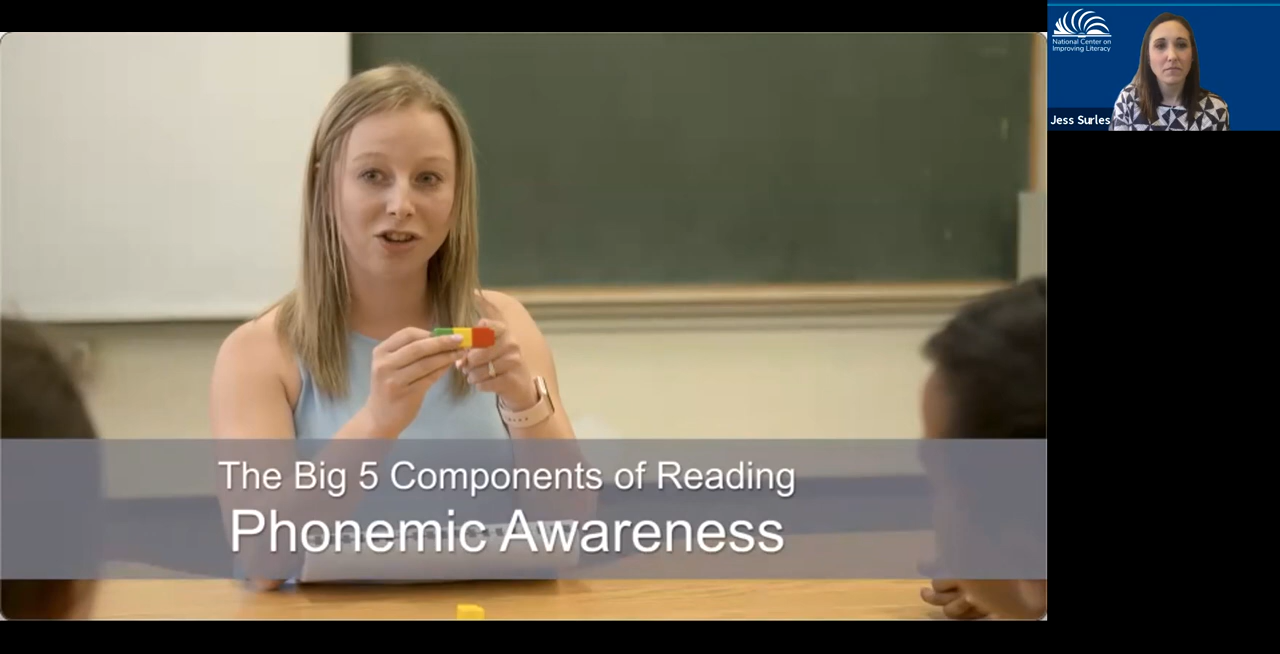 The Big 5 Components of Reading
Phonemic Awareness
National Center on
Improving Literacy
Jess Surles